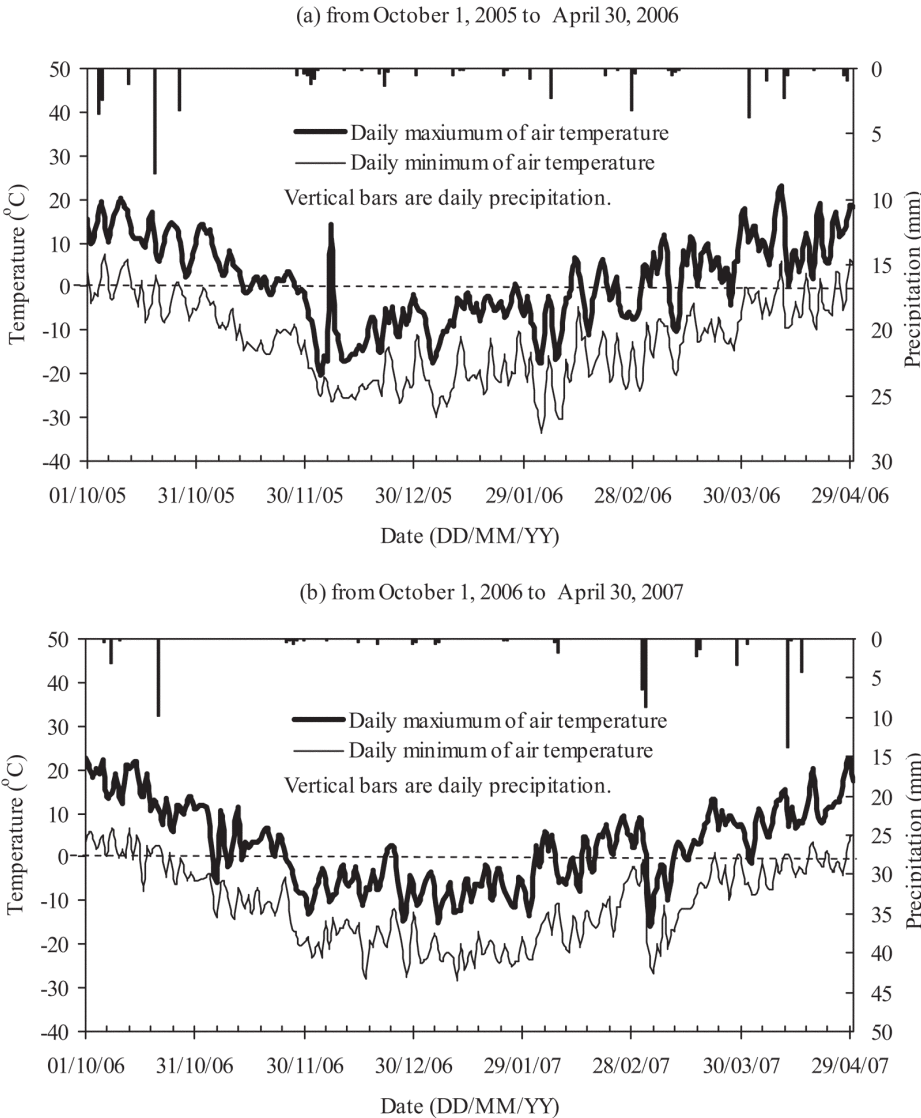 (a) from October 1, 2005 to April 30, 2006
50
40
30
20
10
0
-10
-20
-30
-40
Temperature (°C)
0
5
10
15
20
25
30
Precipitation (mm)
Daily maxiumum of air temperature
Daily minimum of air temperature
Vertical bars are daily precipitation.
01/10/05 31/10/05 30/11/05 30/12/05 29/01/06 28/02/06 30/03/06 29/04/06
Date (DD/MM/YY)
(b) from October 1, 2006 to April 30, 2007
50
40
30
20
10
0
-10
-20
-30
-40
Temperature (°C)
0
5
10
15
20
25
30
35
40
45
50
Precipitation (mm)
Daily maxiumum of air temperature
Daily minimum of air temperature
Vertical bars are daily precipitation.
01/10/06 31/10/06 30/11/06 30/12/06 29/01/07 28/02/07 30/03/07 29/04/07
Date (DD/MM/YY)